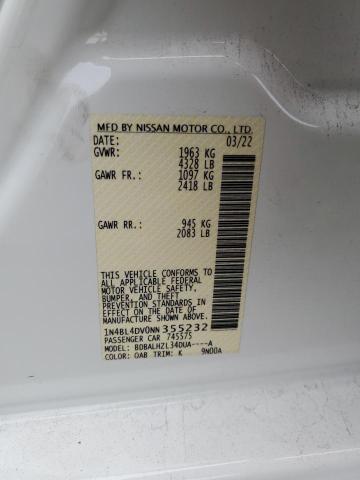 MFD BY NISSAN MOTOR CO., LTD.
DATE: 03/22
GVWR: 1963 KG
4328 LB
GAWR FR: 1097 KG
2418 LB
GAWR RR: 945 KG
2083 LB
THIS VEHICLE CONFORMS TO
ALL APPLICABLE FEDERAL
MOTOR VEHICLE SAFETY,
BUMPER, AND THEFT
PREVENTION STANDARDS IN
EFFECT ON THE DATE OF
MANUFACTURE SHOWN ABOVE.
1N4BL4DV0NN355232
PASSENGER CAR 745575
MODEL: BDBALHZL34DUA----A
COLOR: QAB TRIM: K 9N00A